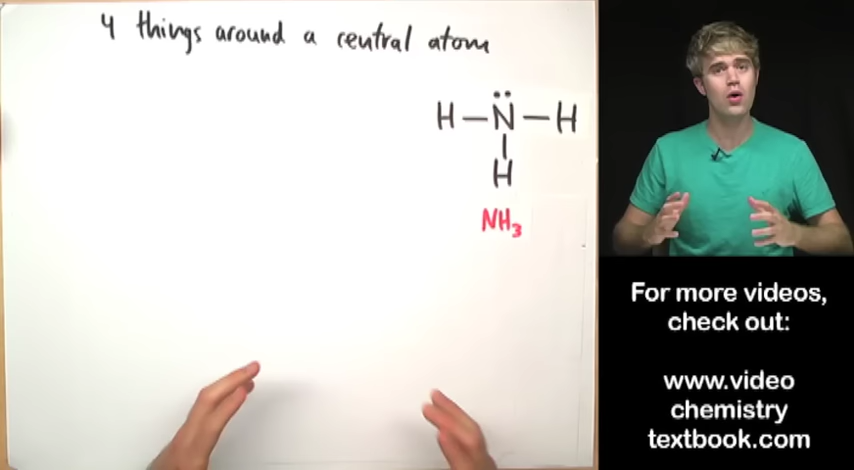 4 things around a central atom
H – N̈ – H
|
H
NH₃
For more videos,
check out:
www.video
chemistry
textbook.com